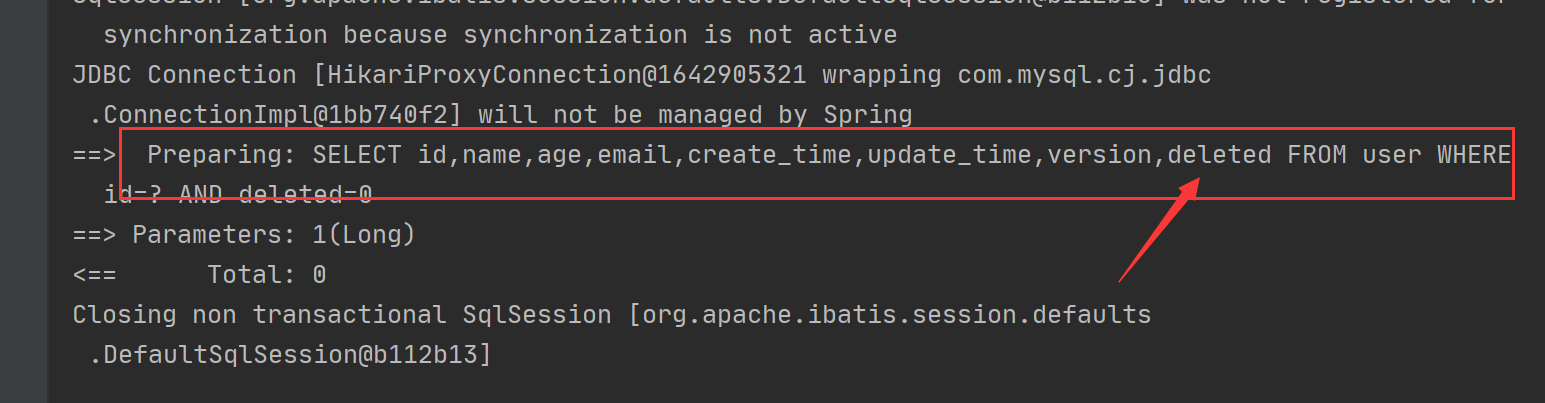 SqlSession [org.apache.ibatis.session.defaults.DefaultSqlSession@b112b13] was not registered for
synchronization because synchronization is not active
JDBC Connection [HikariProxyConnection@1642905321 wrapping com.mysql.cj.jdbc
.ConnectionImpl@1bb740f2] will not be managed by Spring
==>  Preparing: SELECT id,name,age,email,create_time,update_time,version,deleted FROM user WHERE
id=? AND deleted=0
==> Parameters: 1(Long)
<==      Total: 0
Closing non transactional SqlSession [org.apache.ibatis.session.defaults
.DefaultSqlSession@b112b13]